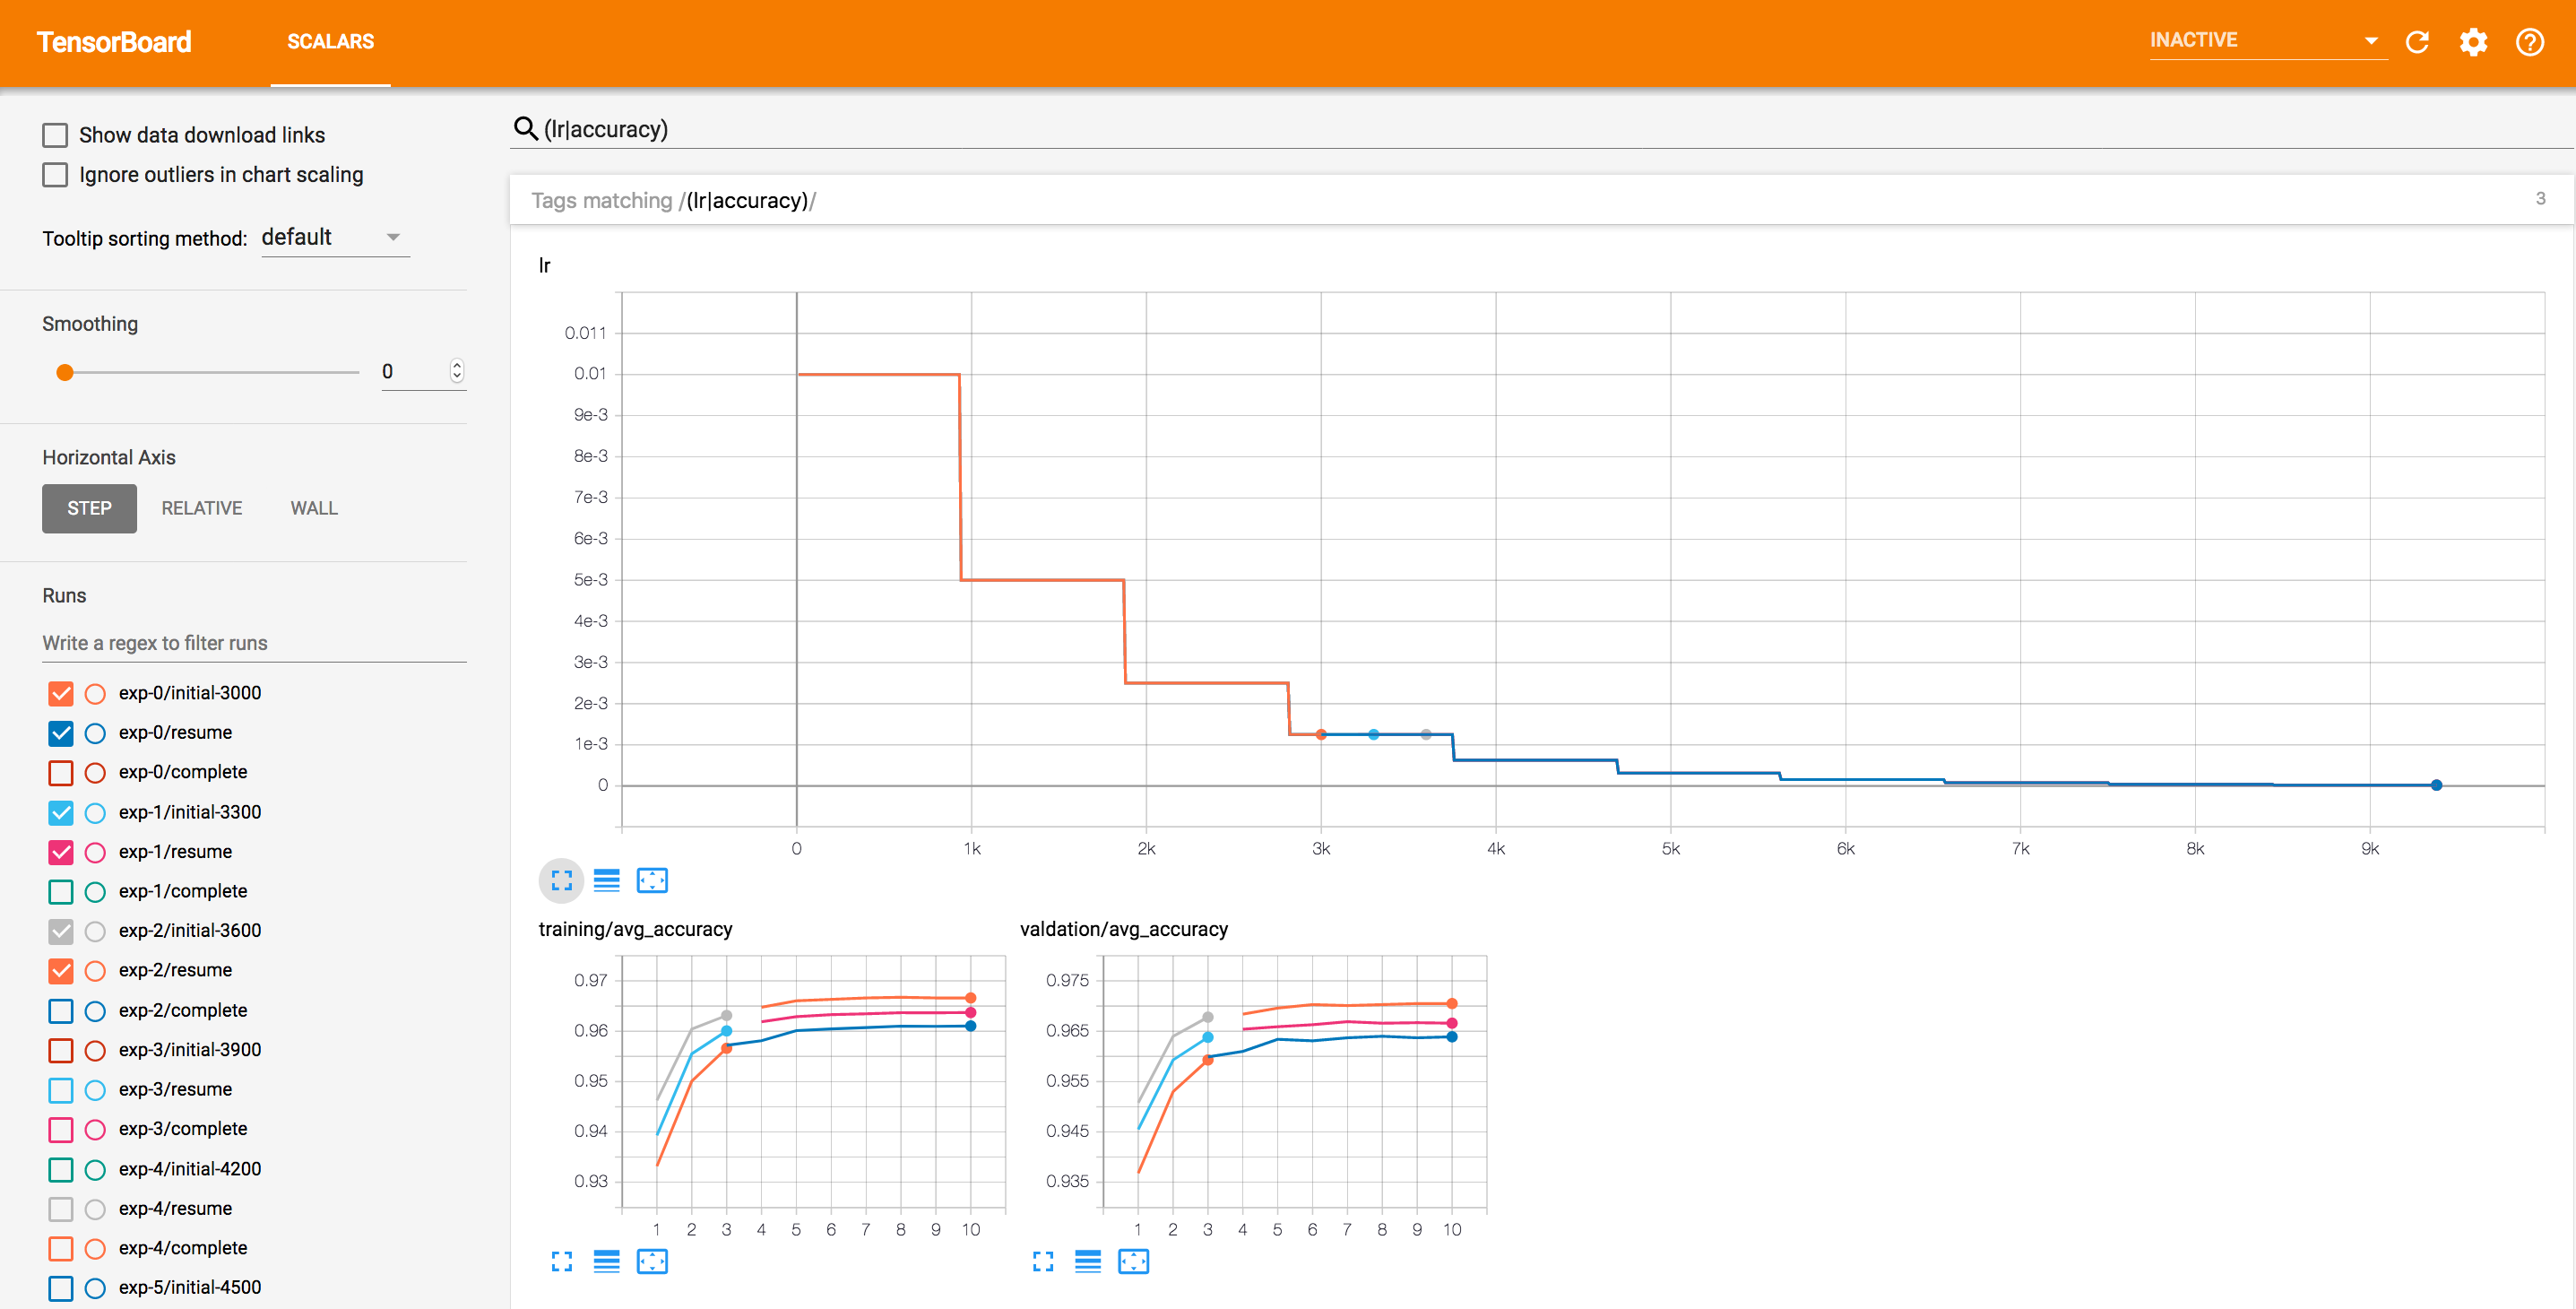 TensorBoard SCALARS INACTIVE
Show data download links
Ignore outliers in chart scaling
Tooltip sorting method: default
Smoothing
0
Horizontal Axis
STEP RELATIVE WALL
Runs
Write a regex to filter runs
exp-0/initial-3000
exp-0/resume
exp-0/complete
exp-1/initial-3300
exp-1/resume
exp-1/complete
exp-2/initial-3600
exp-2/resume
exp-2/complete
exp-3/initial-3900
exp-3/resume
exp-3/complete
exp-4/initial-4200
exp-4/resume
exp-4/complete
exp-5/initial-4500
(lr|accuracy)
Tags matching /(lr|accuracy)/ 3
lr
0.011
0.01
9e-3
8e-3
7e-3
6e-3
5e-3
4e-3
3e-3
2e-3
1e-3
0
0 1k 2k 3k 4k 5k 6k 7k 8k 9k
training/avg_accuracy
0.97
0.96
0.95
0.94
0.93
1 2 3 4 5 6 7 8 9 10
valdation/avg_accuracy
0.975
0.965
0.955
0.945
0.935
1 2 3 4 5 6 7 8 9 10